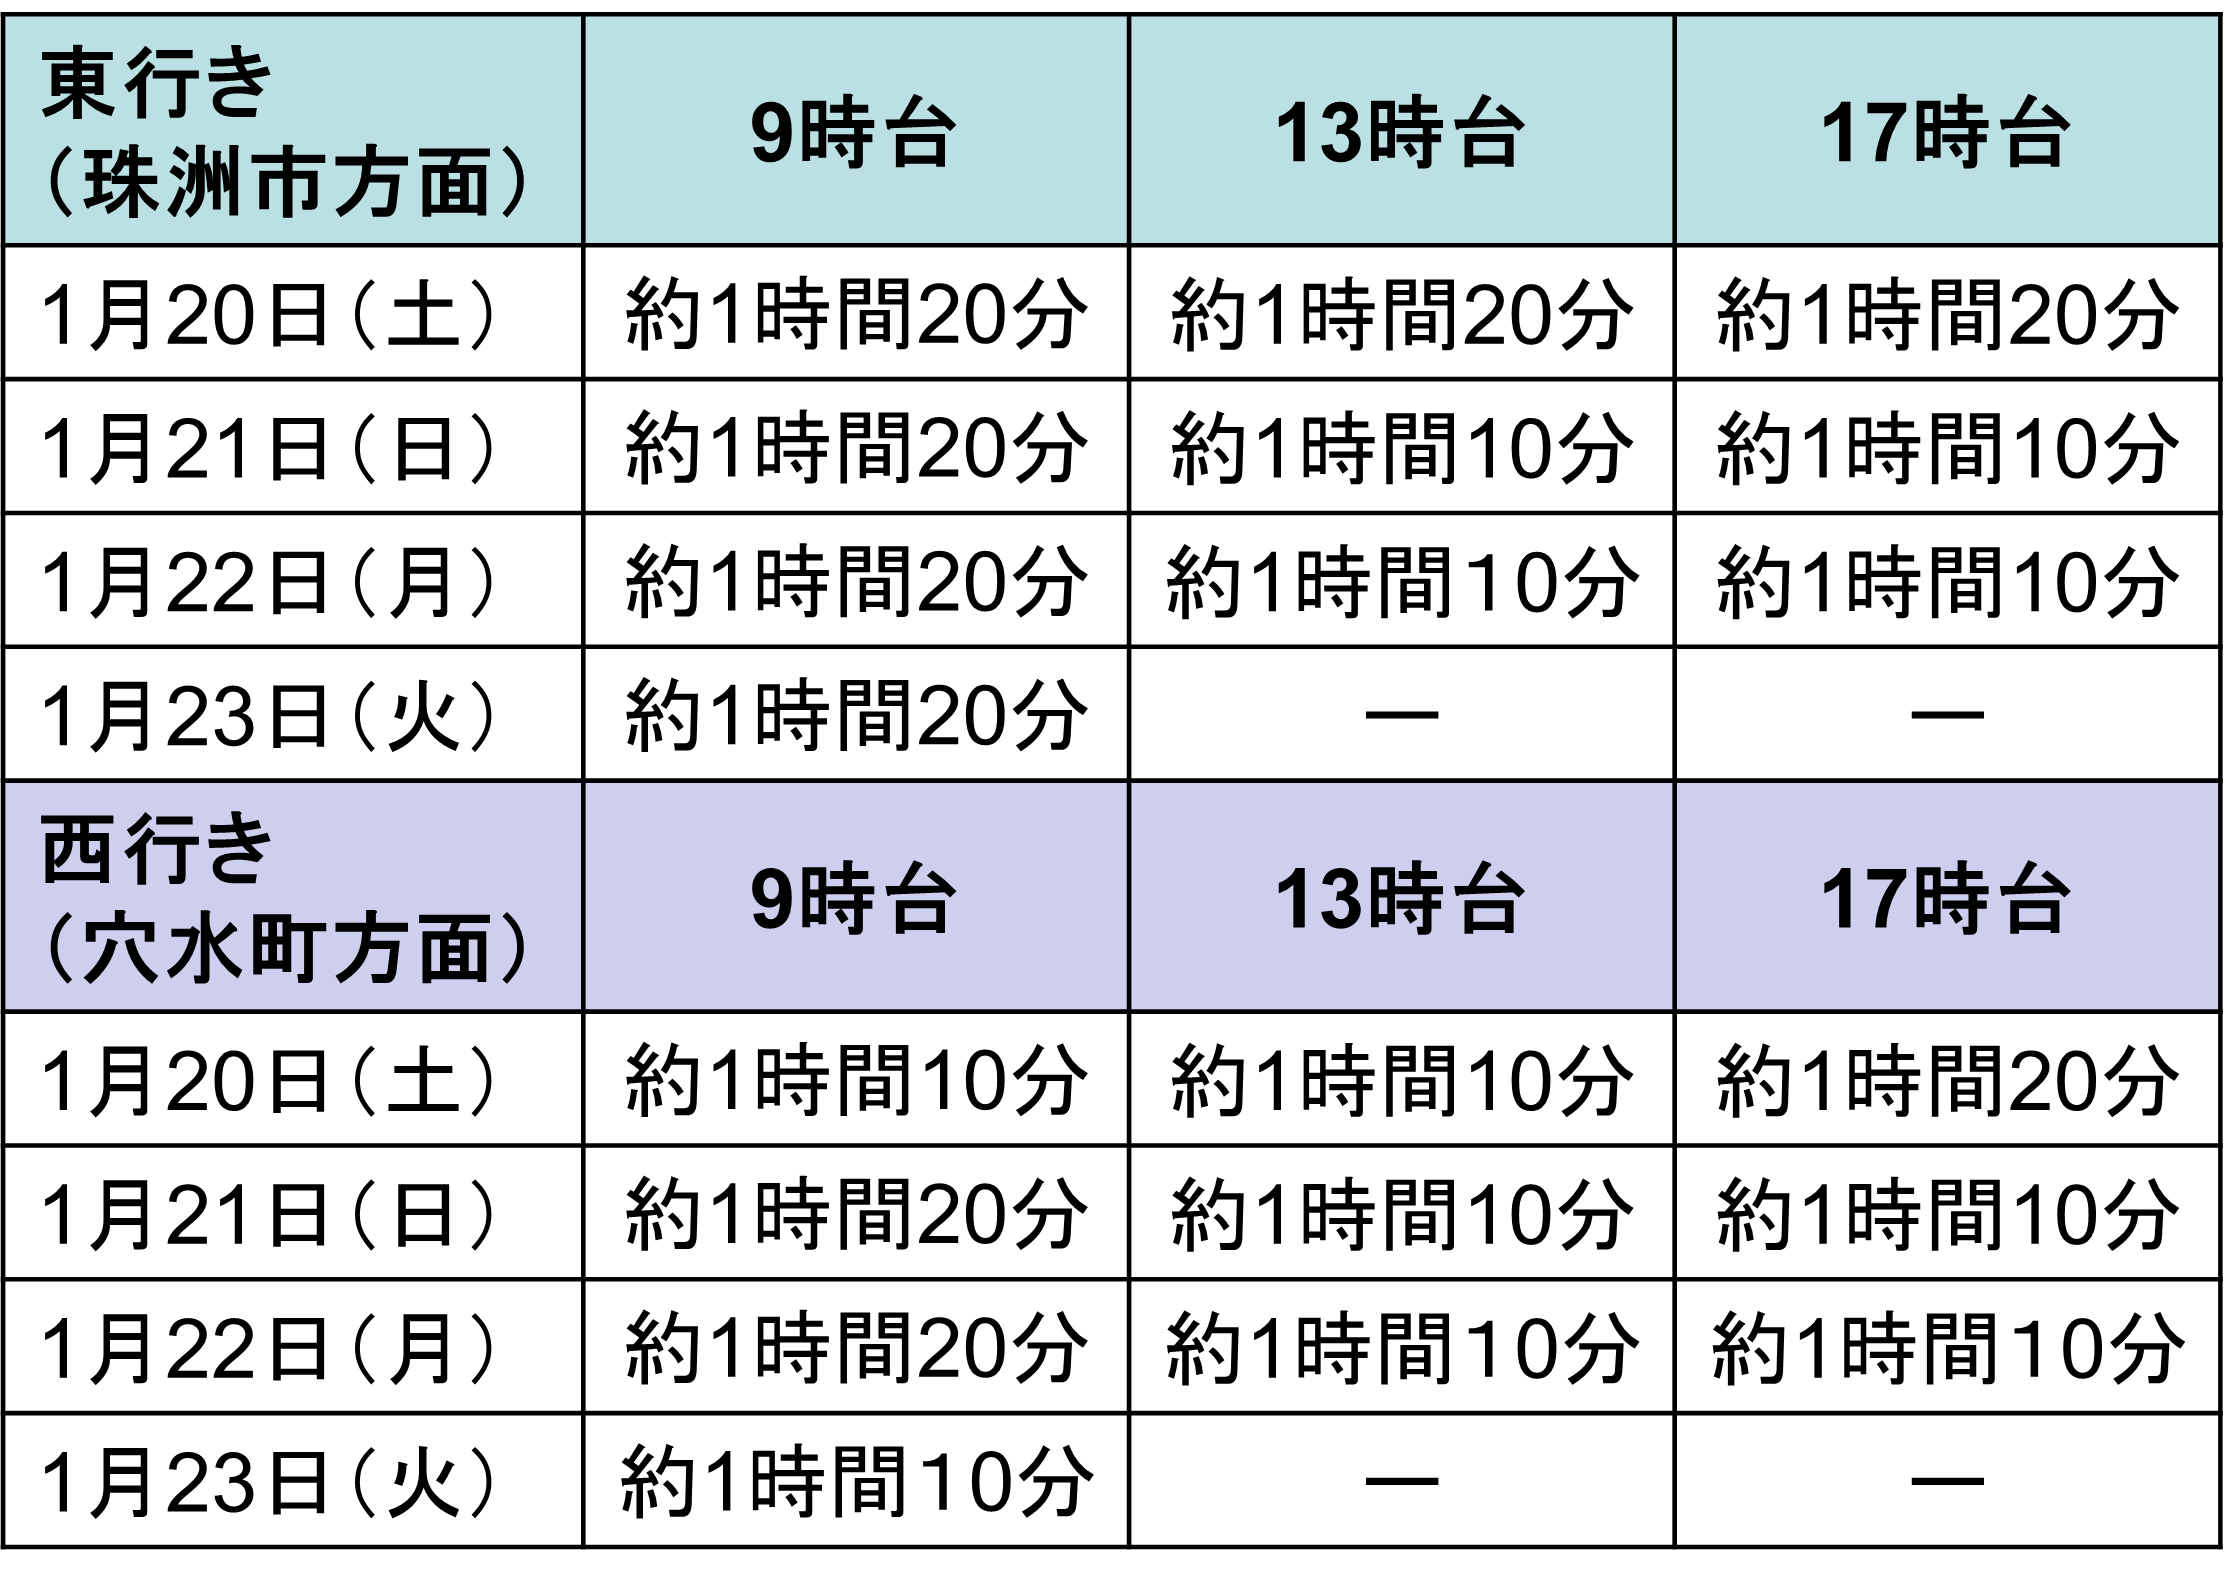 東行き
（珠洲市方面） 9時台 13時台 17時台
1月20日（土） 約1時間20分 約1時間20分 約1時間20分
1月21日（日） 約1時間20分 約1時間10分 約1時間10分
1月22日（月） 約1時間20分 約1時間１0分 約1時間10分
1月23日（火） 約1時間20分 ー ー
西行き
（穴水町方面） 9時台 13時台 17時台
1月20日（土） 約1時間10分 約1時間10分 約1時間20分
1月21日（日） 約1時間20分 約1時間10分 約1時間10分
1月22日（月） 約1時間20分 約1時間１0分 約1時間１0分
1月23日（火） 約1時間１0分 ー ー